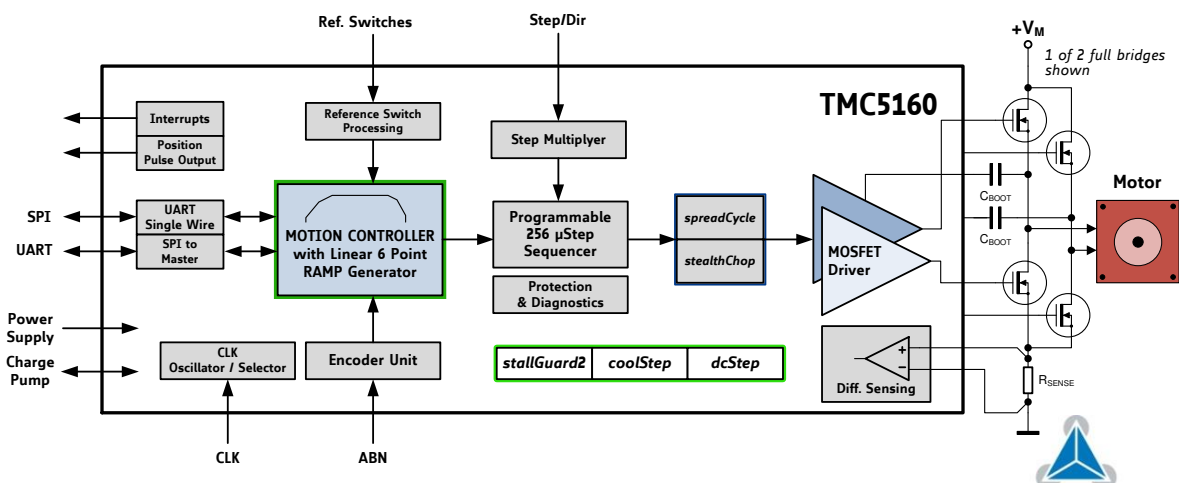 Ref. Switches
Step/Dir
+VM
1 of 2 full bridges
shown
TMC5160
Interrupts
Position
Pulse Output
Reference Switch
Processing
Step Multiplyer
CBOOT
Motor
SPI
UART
UART
Single Wire
SPI to
Master
MOTION CONTROLLER
with Linear 6 Point
RAMP Generator
Programmable
256 µStep
Sequencer
spreadCycle
stealthChop
MOSFET
Driver
CBOOT
Protection
& Diagnostics
Power
Supply
Charge
Pump
CLK
Oscillator / Selector
Encoder Unit
stallGuard2
coolStep
dcStep
+
−
Diff. Sensing
RSENSE
CLK
ABN